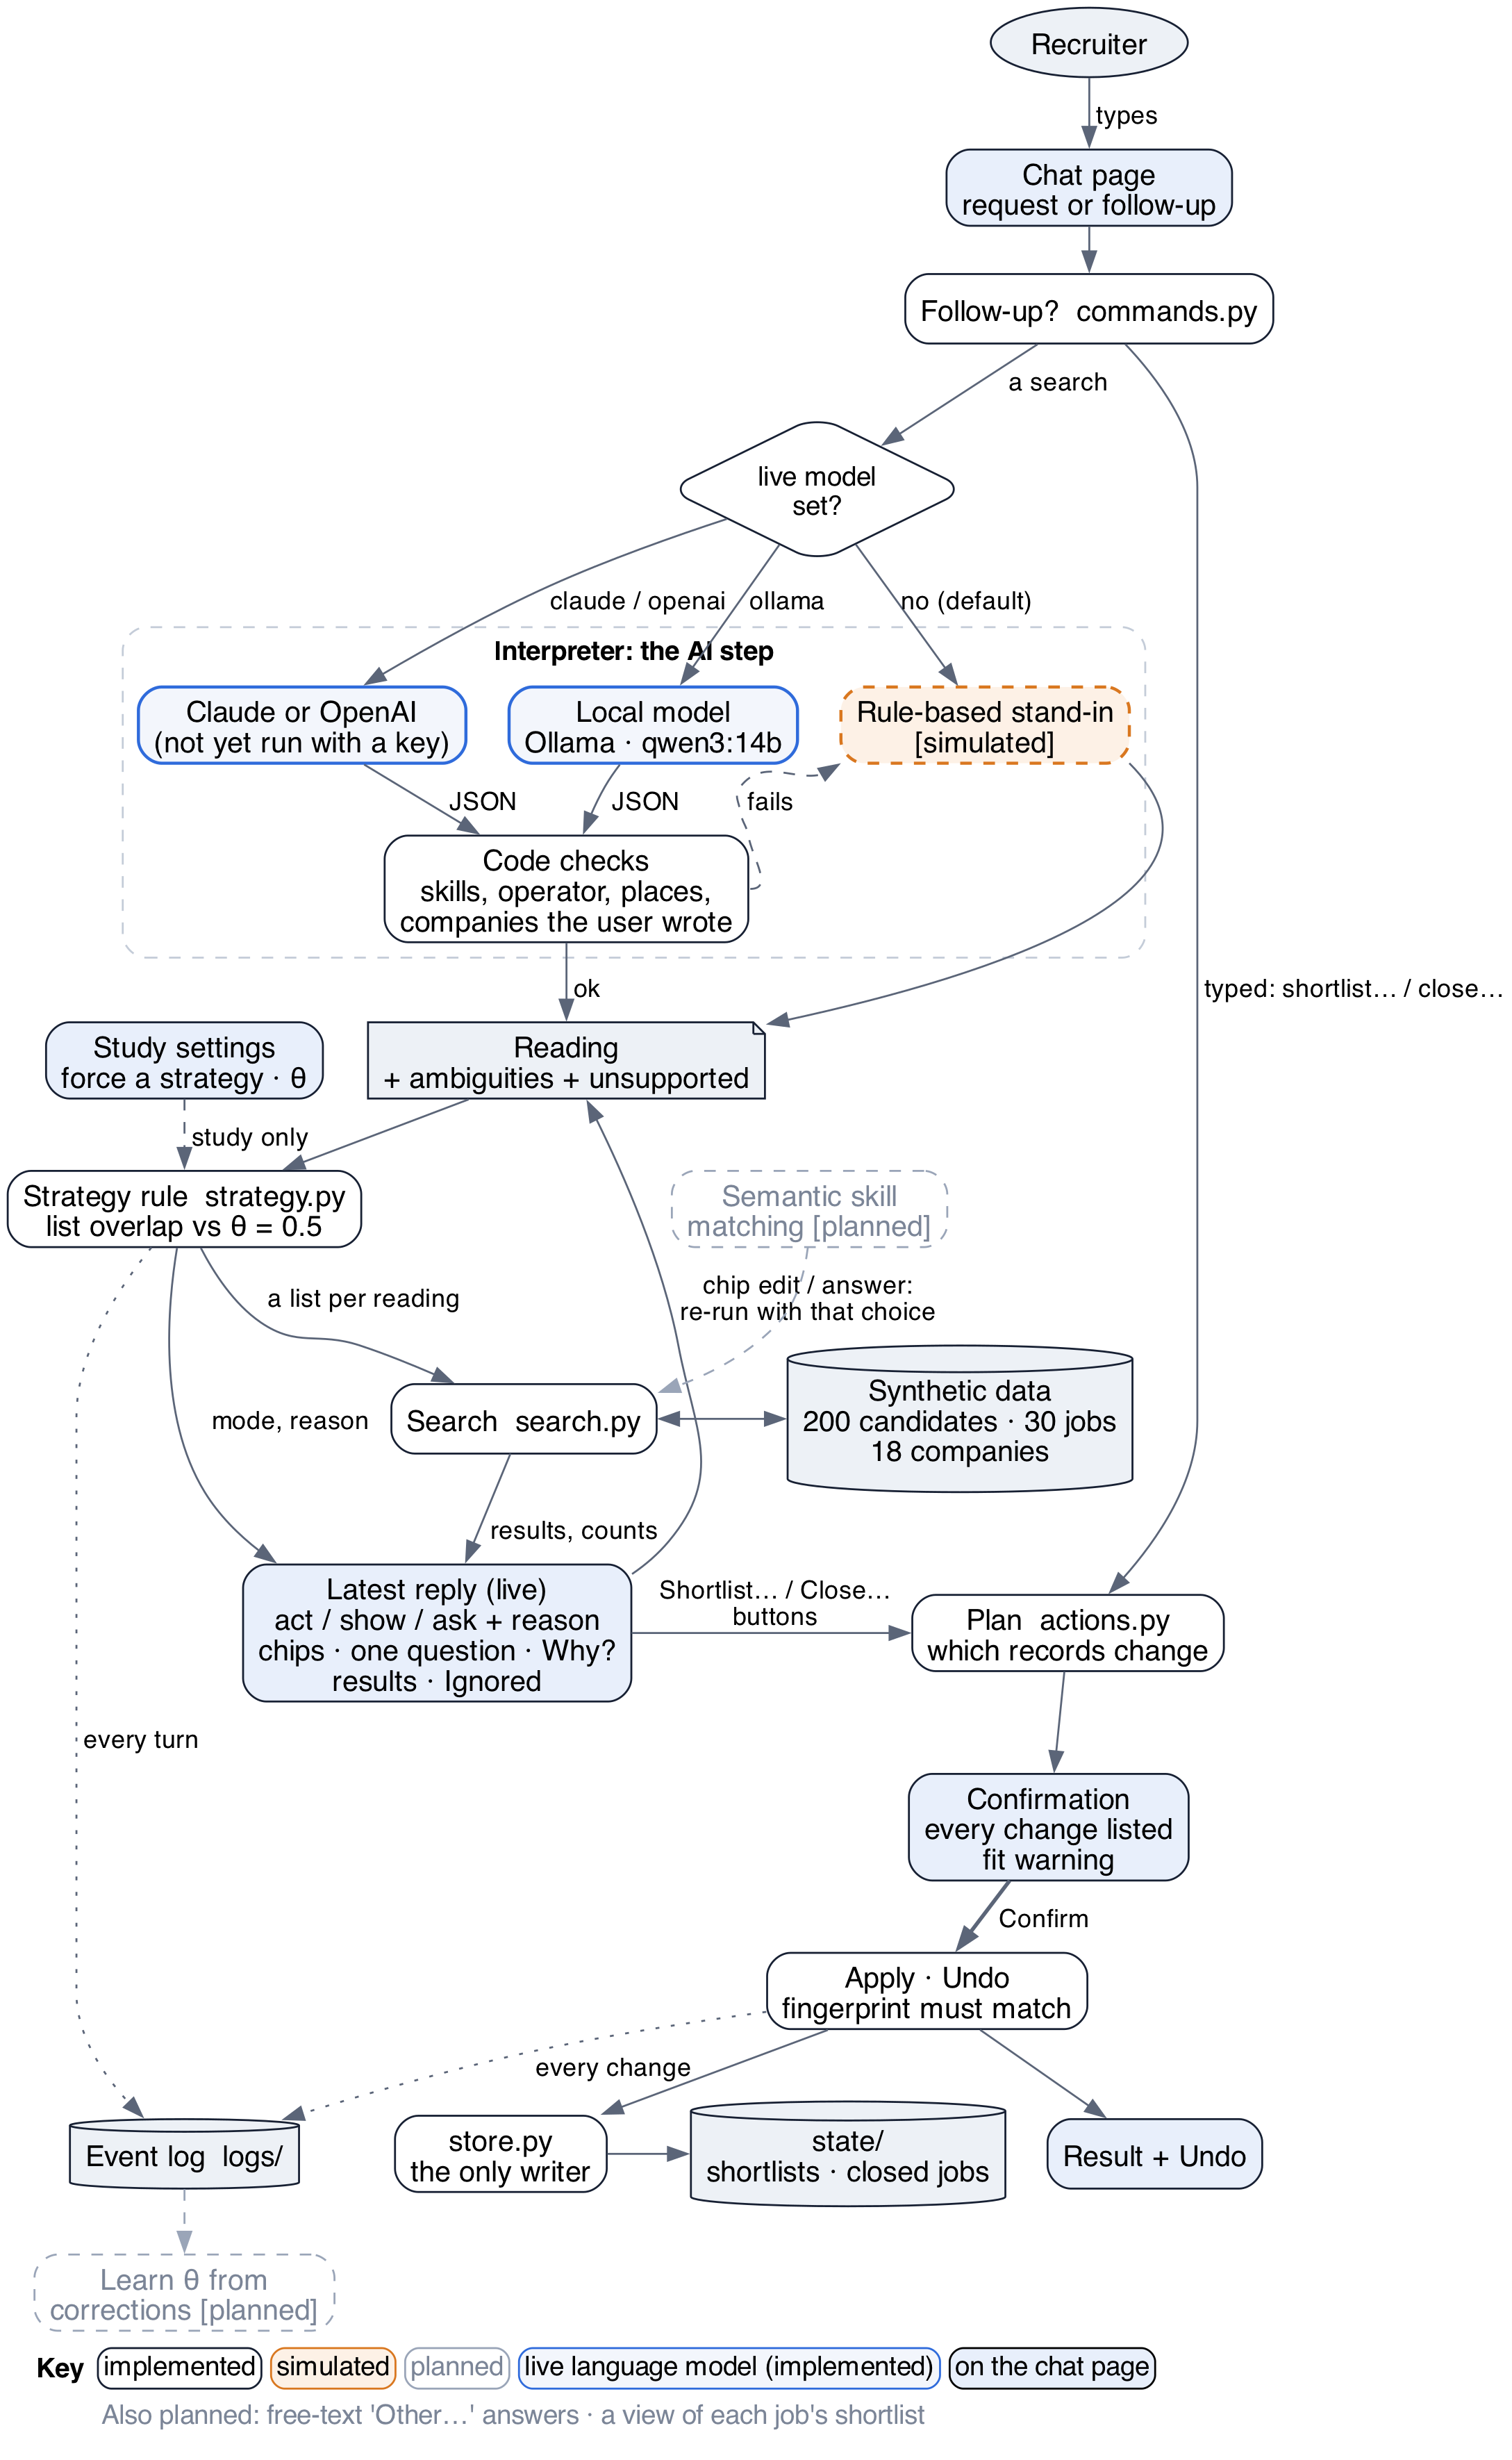 Recruiter
types
Chat page
request or follow-up
Follow-up?  commands.py
a search
live model
set?
claude / openai
ollama
no (default)
Interpreter: the AI step
Claude or OpenAI
(not yet run with a key)
Local model
Ollama · qwen3:14b
Rule-based stand-in
[simulated]
JSON
JSON
fails
Code checks
skills, operator, places,
companies the user wrote
ok
typed: shortlist… / close…
Study settings
force a strategy · θ
Reading
+ ambiguities + unsupported
study only
Strategy rule  strategy.py
list overlap vs θ = 0.5
Semantic skill
matching [planned]
a list per reading
chip edit / answer:
re-run with that choice
mode, reason
Search  search.py
Synthetic data
200 candidates · 30 jobs
18 companies
results, counts
Latest reply (live)
act / show / ask + reason
chips · one question · Why?
results · Ignored
Shortlist… / Close…
buttons
Plan  actions.py
which records change
every turn
Confirmation
every change listed
fit warning
Confirm
Apply · Undo
fingerprint must match
every change
Event log  logs/
store.py
the only writer
state/
shortlists · closed jobs
Result + Undo
Learn θ from
corrections [planned]
Key
implemented
simulated
planned
live language model (implemented)
on the chat page
Also planned: free-text 'Other…' answers · a view of each job's shortlist